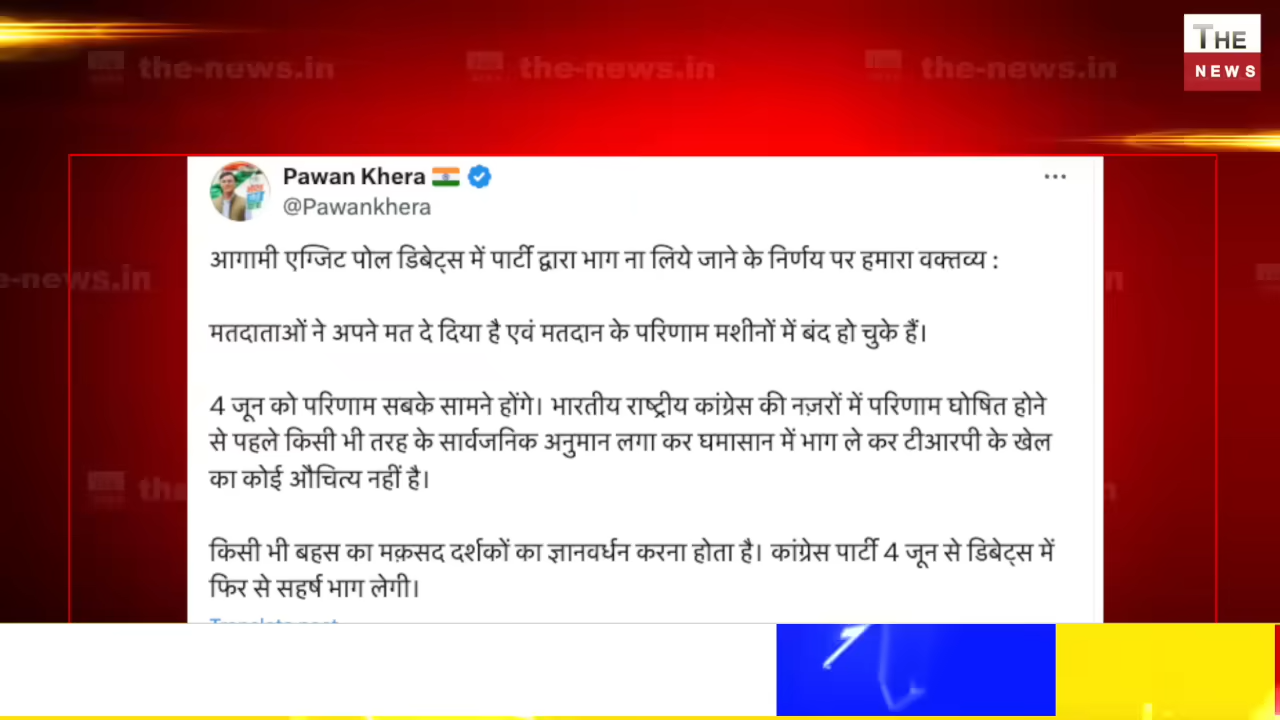 THE
NEWS
the-news.in
the-news.in
the-news.in
Pawan Khera
@Pawankhera
आगामी एग्जिट पोल डिबेट्स में पार्टी द्वारा भाग ना लिये जाने के निर्णय पर हमारा वक्तव्य :
मतदाताओं ने अपने मत दे दिया है एवं मतदान के परिणाम मशीनों में बंद हो चुके हैं।
4 जून को परिणाम सबके सामने होंगे। भारतीय राष्ट्रीय कांग्रेस की नज़रों में परिणाम घोषित होने
से पहले किसी भी तरह के सार्वजनिक अनुमान लगा कर घमासान में भाग ले कर टीआरपी के खेल
का कोई औचित्य नहीं है।
किसी भी बहस का मक़सद दर्शकों का ज्ञानवर्धन करना होता है। कांग्रेस पार्टी 4 जून से डिबेट्स में
फिर से सहर्ष भाग लेगी।